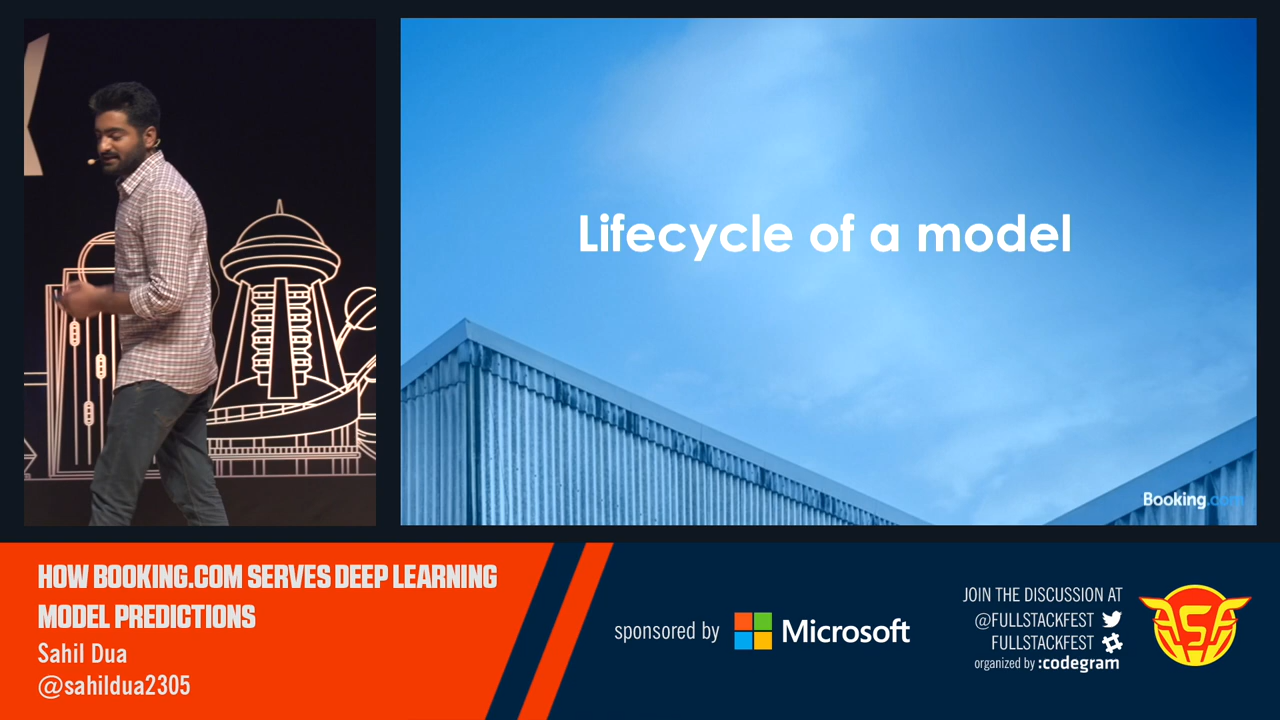 Lifecycle of a model
Booking.com
HOW BOOKING.COM SERVES DEEP LEARNING
MODEL PREDICTIONS
Sahil Dua
@sahildua2305
sponsored by Microsoft
JOIN THE DISCUSSION AT
@FULLSTACKFEST
FULLSTACKFEST
organized by :codegram
FSF